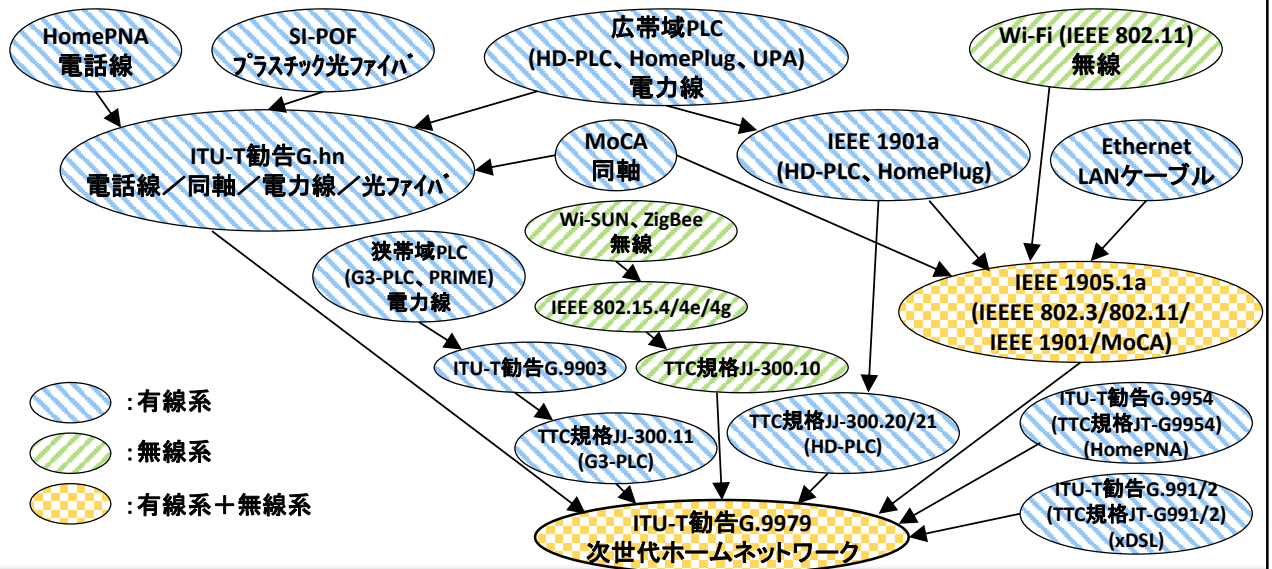 HomePNA
電話線
SI-POF
プラスチック光ファイバ
広帯域PLC
(HD-PLC、HomePlug、UPA)
電力線
Wi-Fi (IEEE 802.11)
無線
ITU-T勧告G.hn
電話線／同軸／電力線／光ファイバ
MoCA
同軸
IEEE 1901a
(HD-PLC、HomePlug)
Ethernet
LANケーブル
Wi-SUN、ZigBee
無線
狭帯域PLC
(G3-PLC、PRIME)
電力線
IEEE 802.15.4/4e/4g
IEEE 1905.1a
(IEEEE 802.3/802.11/
IEEE 1901/MoCA)
ITU-T勧告G.9903
TTC規格JJ-300.10
：有線系
：無線系
：有線系＋無線系
TTC規格JJ-300.11
(G3-PLC)
TTC規格JJ-300.20/21
(HD-PLC)
ITU-T勧告G.9954
(TTC規格JT-G9954)
(HomePNA)
ITU-T勧告G.991/2
(TTC規格JT-G991/2)
(xDSL)
ITU-T勧告G.9979
次世代ホームネットワーク